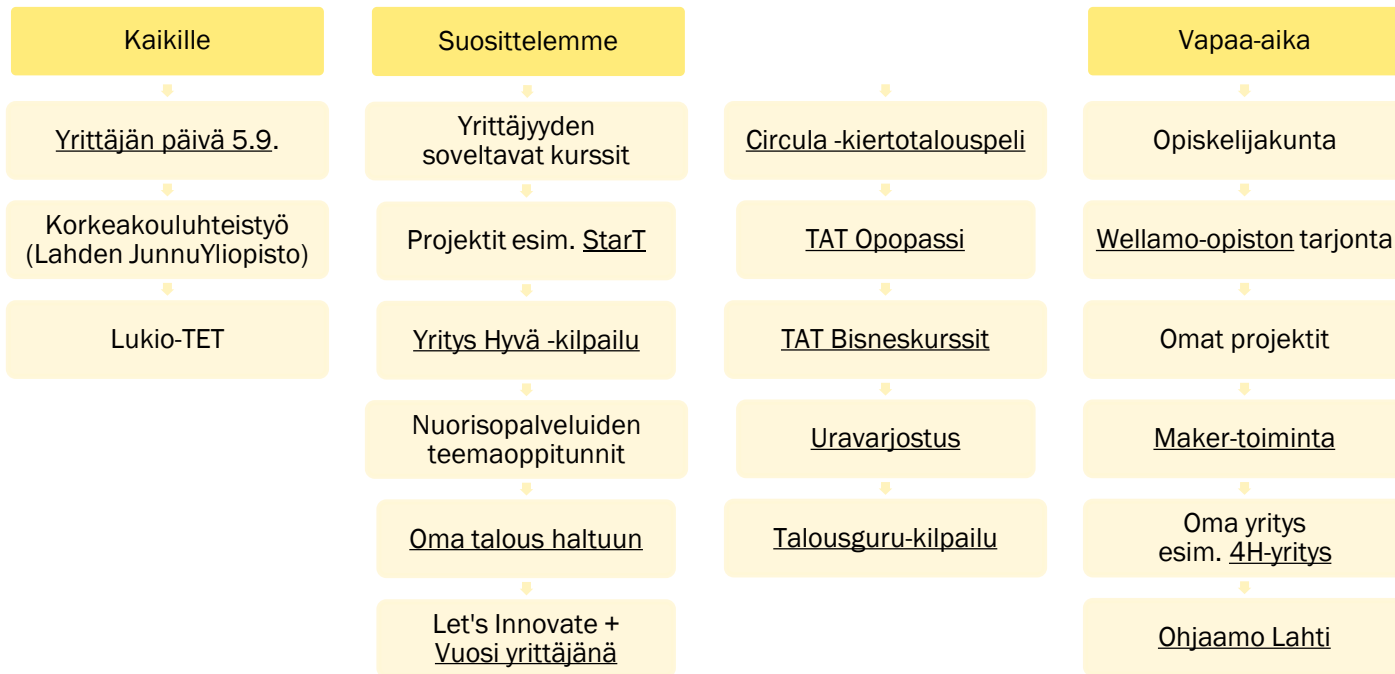 Kaikille
Yrittäjän päivä 5.9.
Korkeakouluhteistyö
(Lahden JunnuYliopisto)
Lukio-TET
Suosittelemme
Yrittäjyyden
soveltavat kurssit
Projektit esim. StarT
Yritys Hyvä -kilpailu
Nuorisopalveluiden
teemaoppitunnit
Oma talous haltuun
Let's Innovate +
Vuosi yrittäjänä
Circula -kiertotalouspeli
TAT Opopassi
TAT Bisneskurssit
Uravarjostus
Talousguru-kilpailu
Vapaa-aika
Opiskelijakunta
Wellamo-opiston tarjonta
Omat projektit
Maker-toiminta
Oma yritys
esim. 4H-yritys
Ohjaamo Lahti